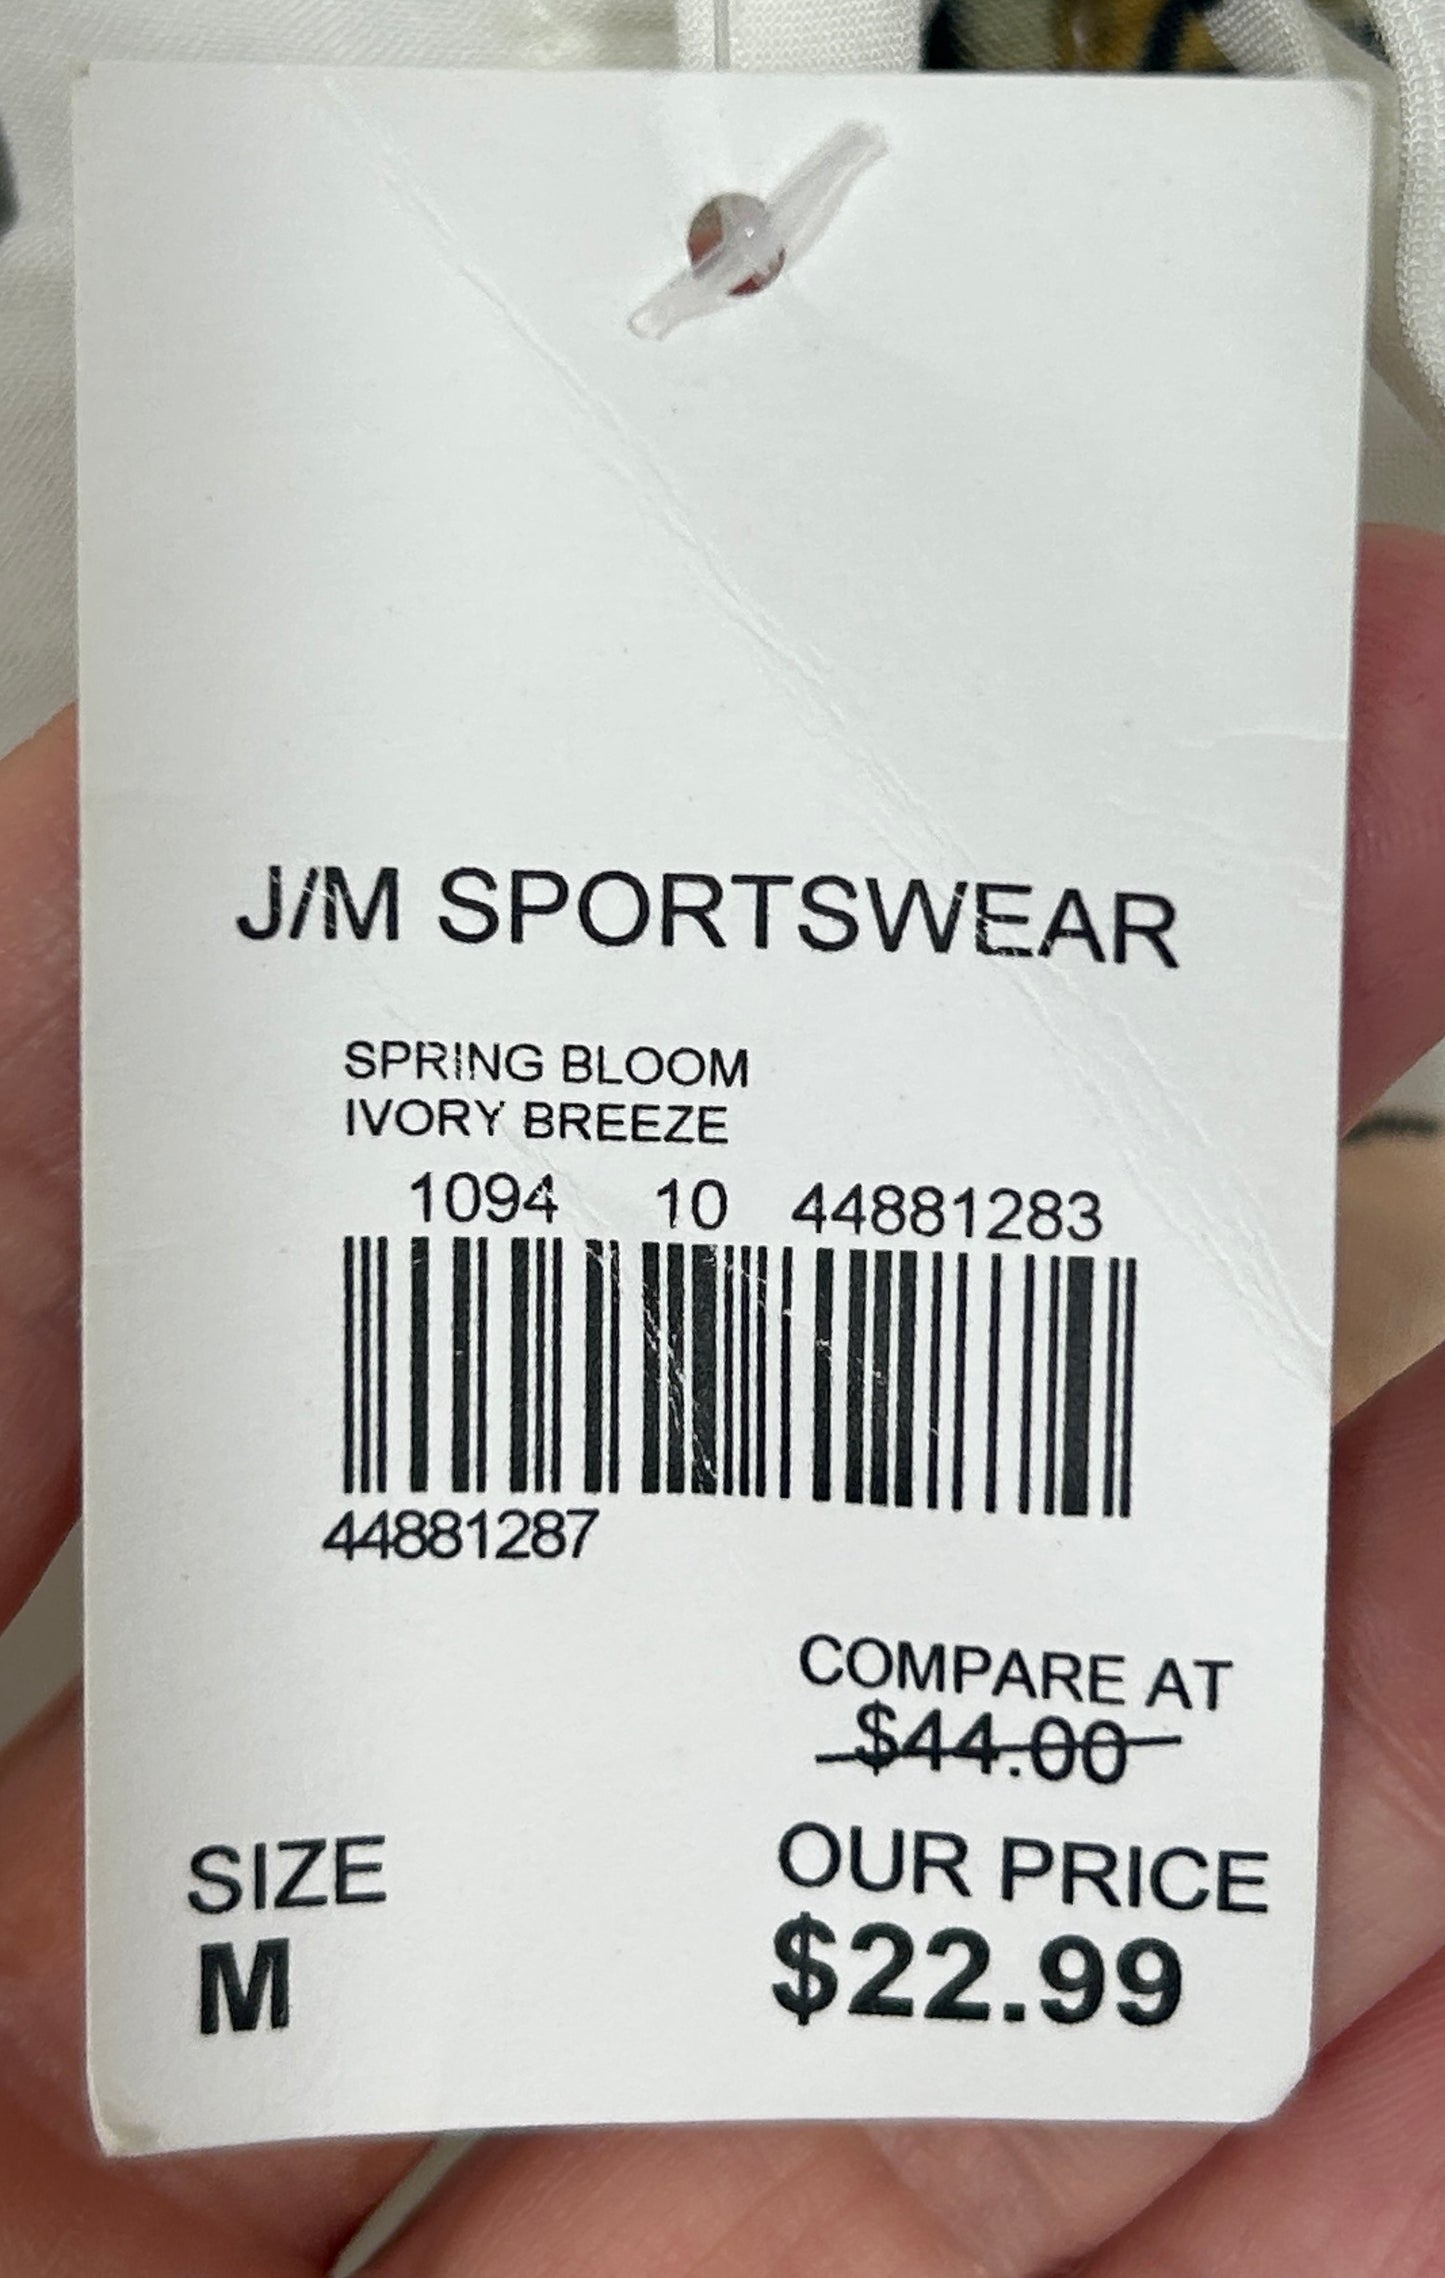 J/M SPORTSWEAR
SPRING BLOOM
IVORY BREEZE
1094 10 44881283
44881287
COMPARE AT
$44.00
OUR PRICE
$22.99
SIZE
M